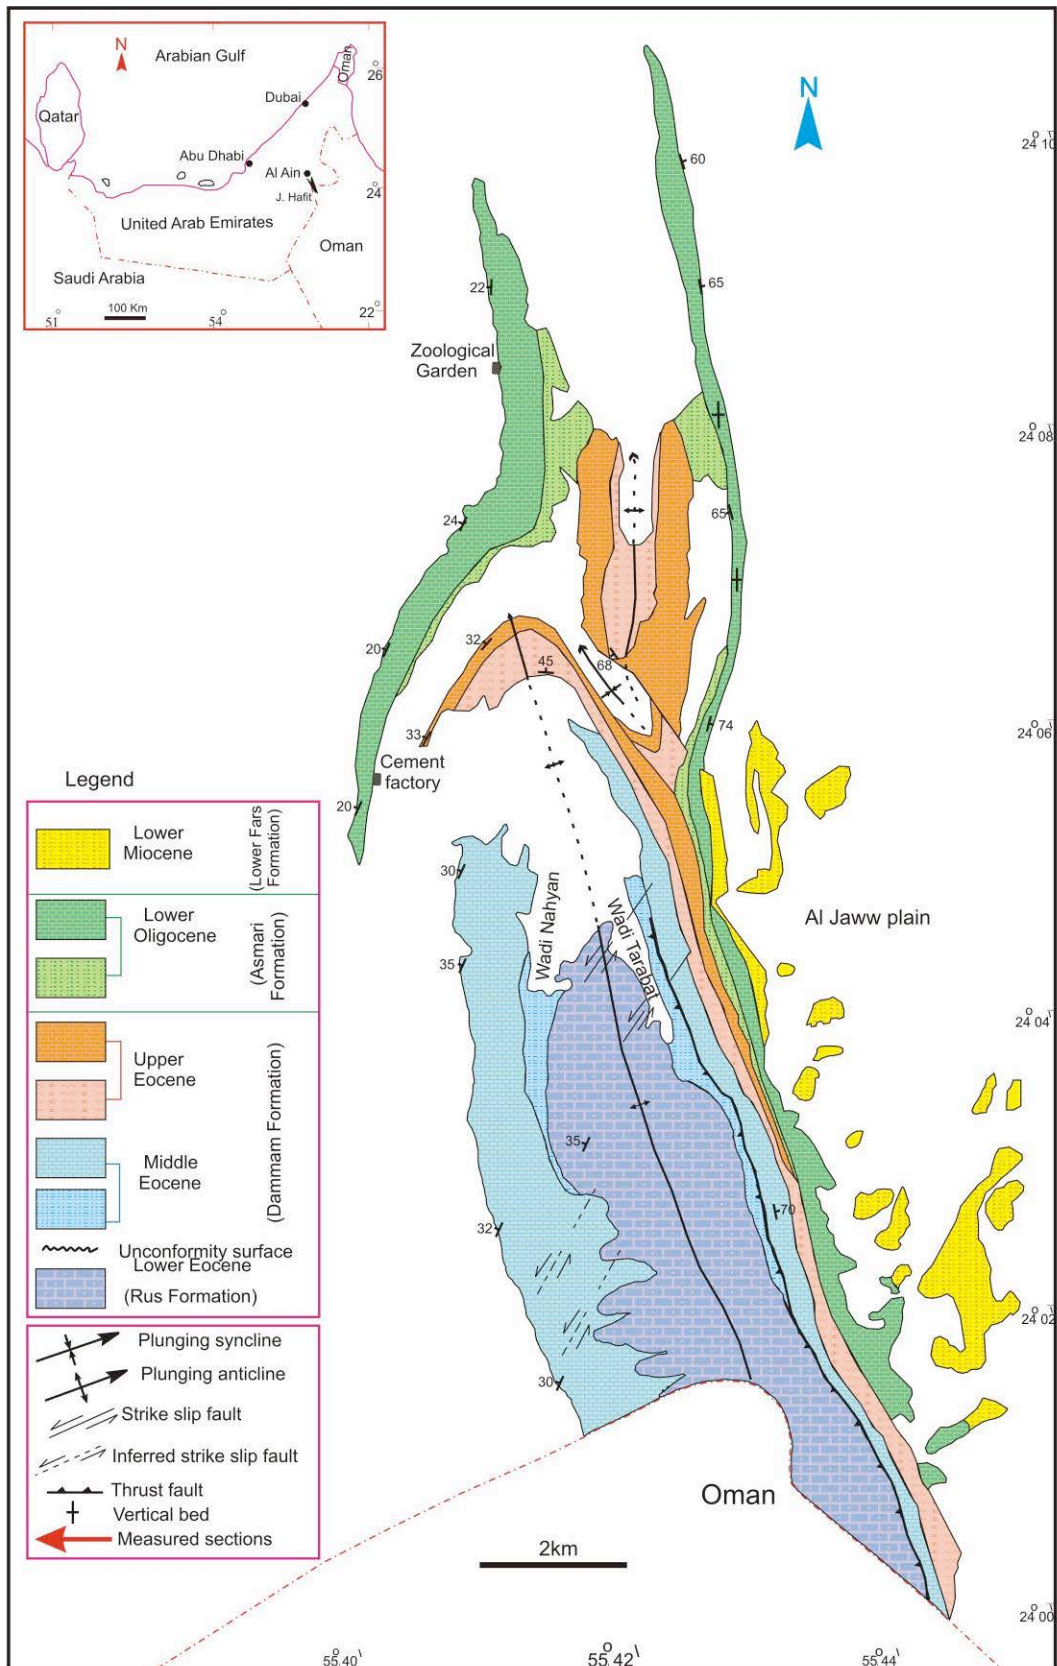 N
Arabian Gulf
Oman
26°
Qatar
Dubai
Abu Dhabi
Al Ain
24°
J. Hafit
United Arab Emirates
Oman
Saudi Arabia
100 Km
51°
54°
22°
N
24° 10'
60
22
65
Zoological
Garden
24° 08'
65
24
20
32
45
68
74
24° 06'
33
Cement
factory
20
30
Wadi Nahyan
Wadi Tarabat
Al Jaww plain
35
24° 04'
35
70
32
24° 02'
30
Oman
2km
24° 00'
55° 40'
55° 42'
55° 44'
Legend
Lower
Miocene
(Lower Fars
Formation)
Lower
Oligocene
(Asmari
Formation)
Upper
Eocene
(Dammam Formation)
Middle
Eocene
Unconformity surface
Lower Eocene
(Rus Formation)
Plunging syncline
Plunging anticline
Strike slip fault
Inferred strike slip fault
Thrust fault
Vertical bed
Measured sections